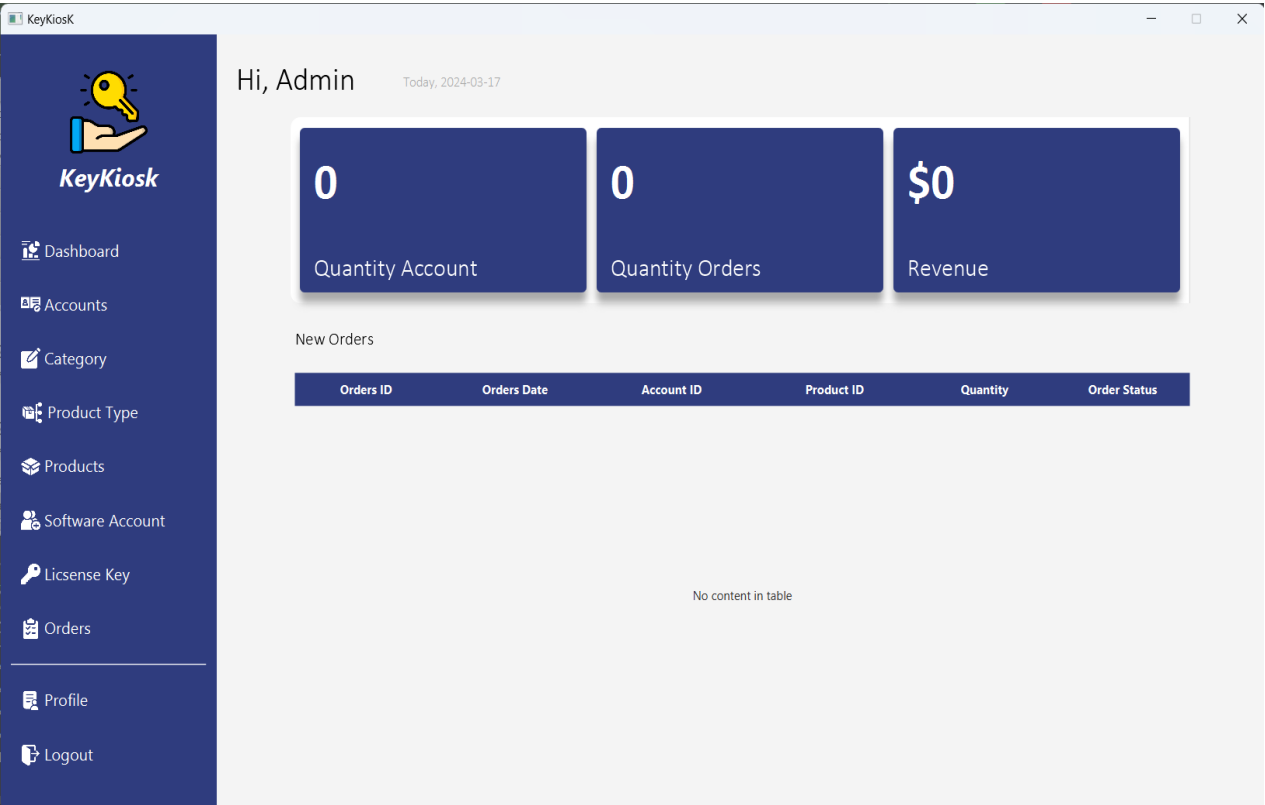 KeyKiosK
KeyKiosk
Dashboard
Accounts
Category
Product Type
Products
Software Account
Licsense Key
Orders
Profile
Logout
Hi, Admin
Today, 2024-03-17
0
Quantity Account
0
Quantity Orders
$0
Revenue
New Orders
Orders ID Orders Date Account ID Product ID Quantity Order Status
No content in table